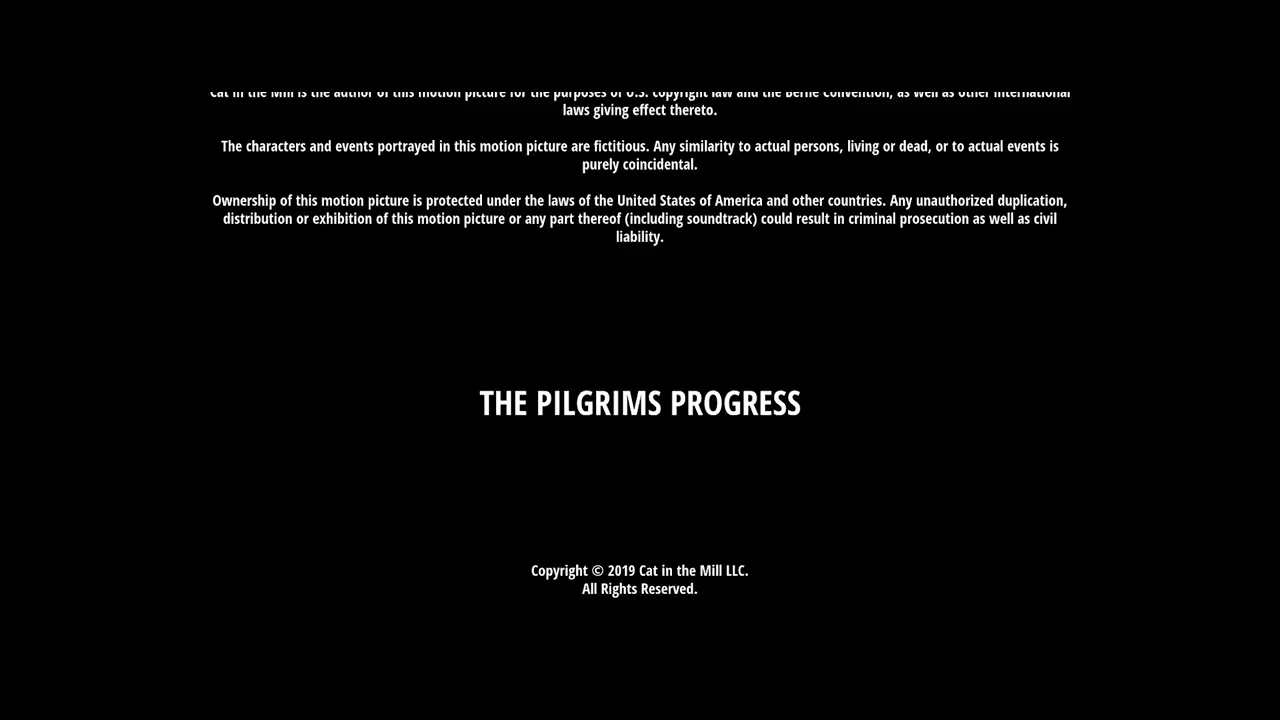 Cat in the Mill is the author of this motion picture for the purposes of U.S. copyright law and the Berne Convention, as well as other international
laws giving effect thereto.
The characters and events portrayed in this motion picture are fictitious. Any similarity to actual persons, living or dead, or to actual events is
purely coincidental.
Ownership of this motion picture is protected under the laws of the United States of America and other countries. Any unauthorized duplication,
distribution or exhibition of this motion picture or any part thereof (including soundtrack) could result in criminal prosecution as well as civil
liability.
THE PILGRIMS PROGRESS
Copyright © 2019 Cat in the Mill LLC.
All Rights Reserved.